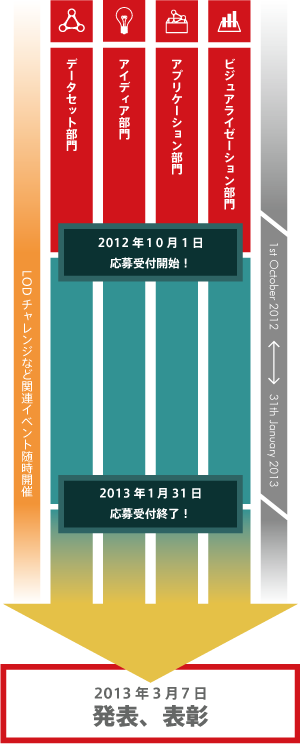 データセット部門
アイディア部門
アプリケーション部門
ビジュアライゼーション部門
2012年10月1日
応募受付開始！
LODチャレンジなど関連イベント随時開催
1st October 2012
31th January 2013
2013年1月31日
応募受付終了！
2013年3月7日
発表、表彰